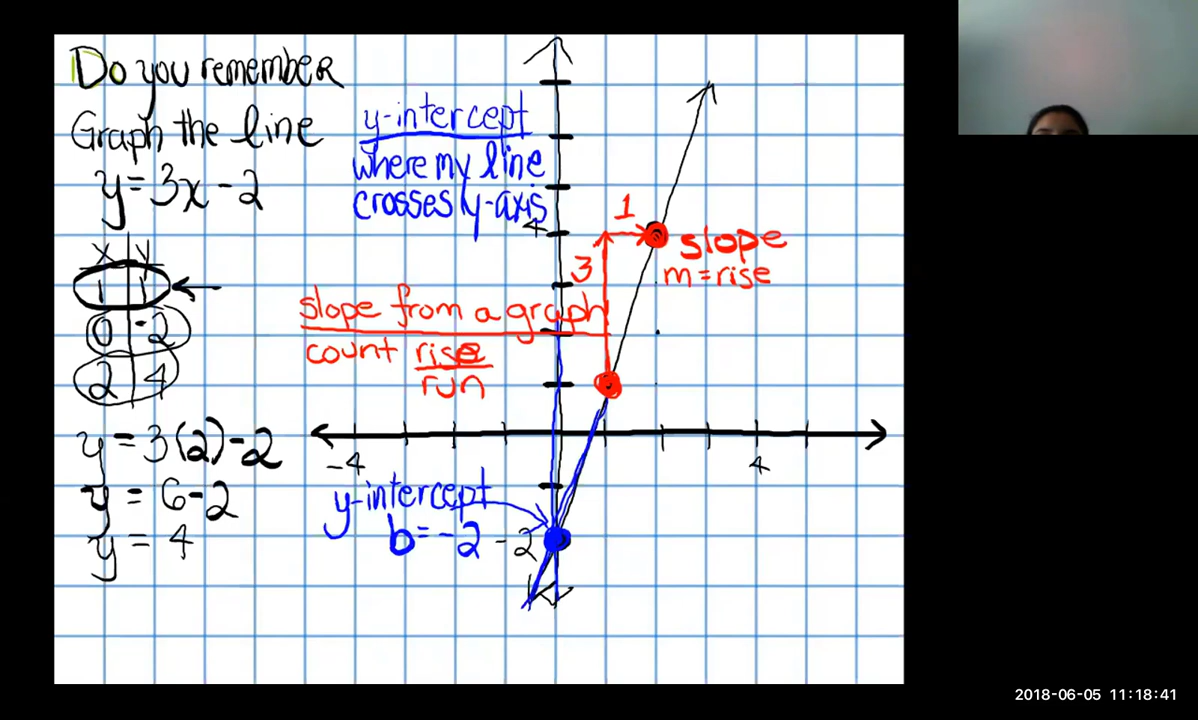 Do you remember
Graph the line
y = 3x - 2
x y
1 1
0 -2
2 4
y = 3(2) - 2
y = 6 - 2
y = 4
y-intercept
where my line
crosses y-axis
4
1
3
slope
m = rise
slope from a graph
count rise
run
-4
4
y-intercept
b = -2
-2
2018-06-05 11:18:41